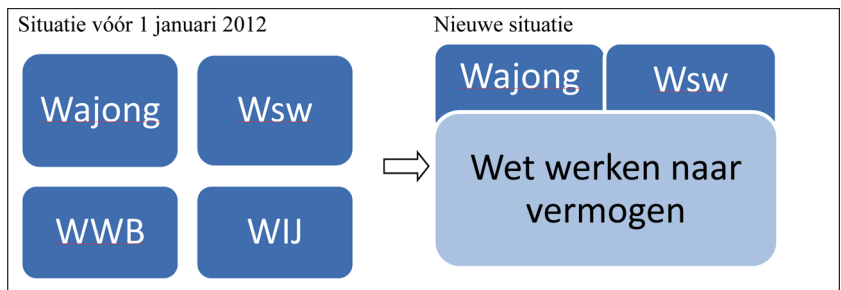 Situatie vóór 1 januari 2012
Wajong
Wsw
WWB
WIJ
Nieuwe situatie
Wajong
Wsw
Wet werken naar
vermogen